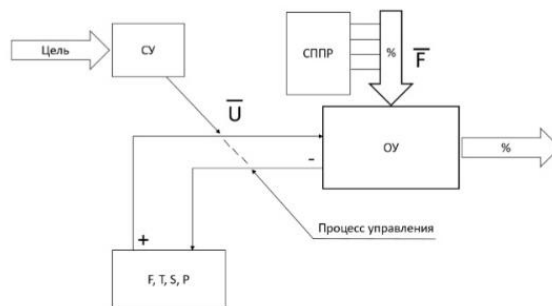 Цель
СУ
СППР
%
F
U
ОУ
%
-
Процесс управления
+
F, T, S, P